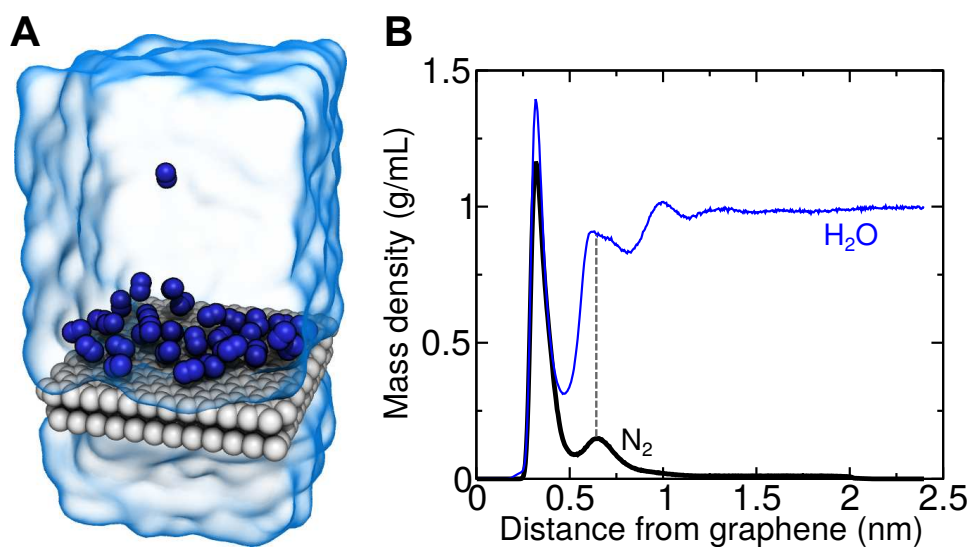 A
B
Mass density (g/mL)
1.5
1
0.5
0
H₂O
N₂
0 0.5 1 1.5 2 2.5
Distance from graphene (nm)